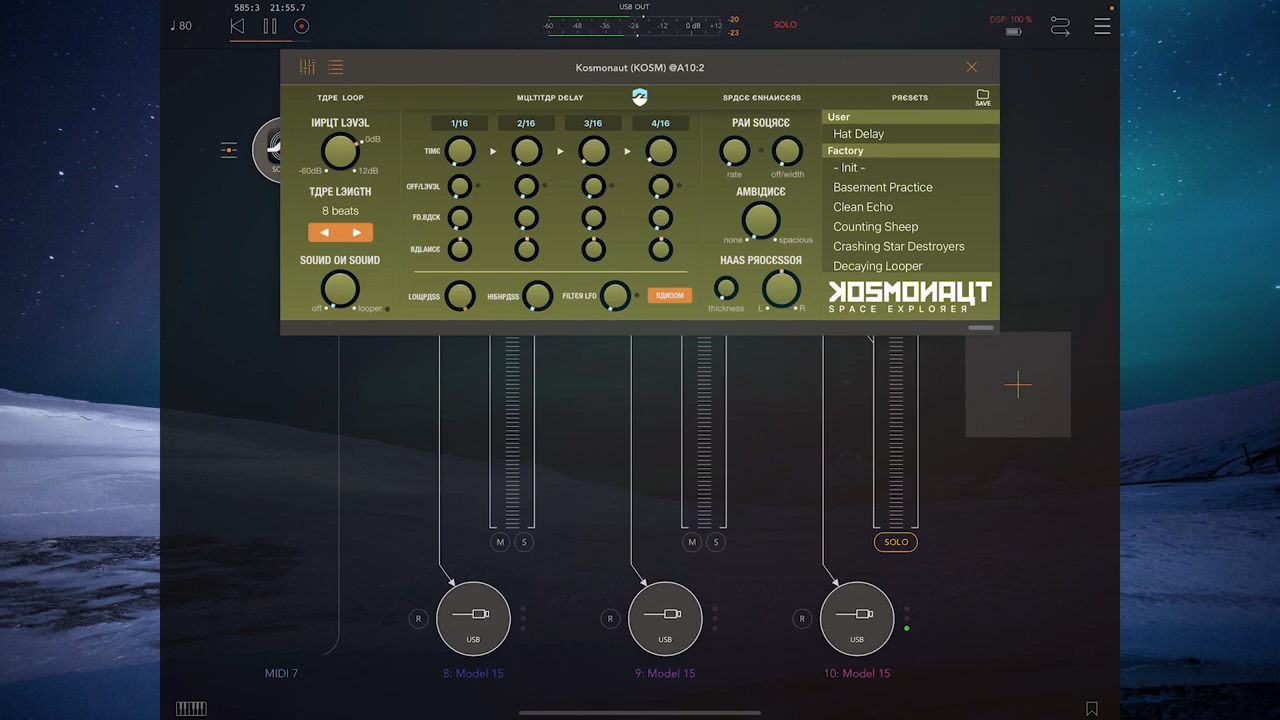 585:3 21:55.7
USB OUT
♩ 80
-60 -48 -36 -24 -12 0 dB +12
-20
-23
SOLO
DSP: 100 %
Kosmonaut (KOSM) @A10:2
TAPE LOOP
MULTITAP DELAY
SPACE ENHANCERS
PRESETS
SAVE
INPUT LEVEL
0dB
-60dB
12dB
TAPE LENGTH
8 beats
SOUND ON SOUND
off
looper
1/16 2/16 3/16 4/16
TIME
OFF/LEVEL
FD.BACK
BALANCE
LOWPASS
HIGHPASS
FILTER LFO
RANDOM
PAN SOURCE
rate
off/width
AMBIANCE
none
spacious
HAAS PROCESSOR
thickness
L
R
User
Hat Delay
Factory
- Init -
Basement Practice
Clean Echo
Counting Sheep
Crashing Star Destroyers
Decaying Looper
KOSMONAUT
SPACE EXPLORER
M S
M S
SOLO
R
USB
R
USB
R
USB
MIDI 7
8: Model 15
9: Model 15
10: Model 15